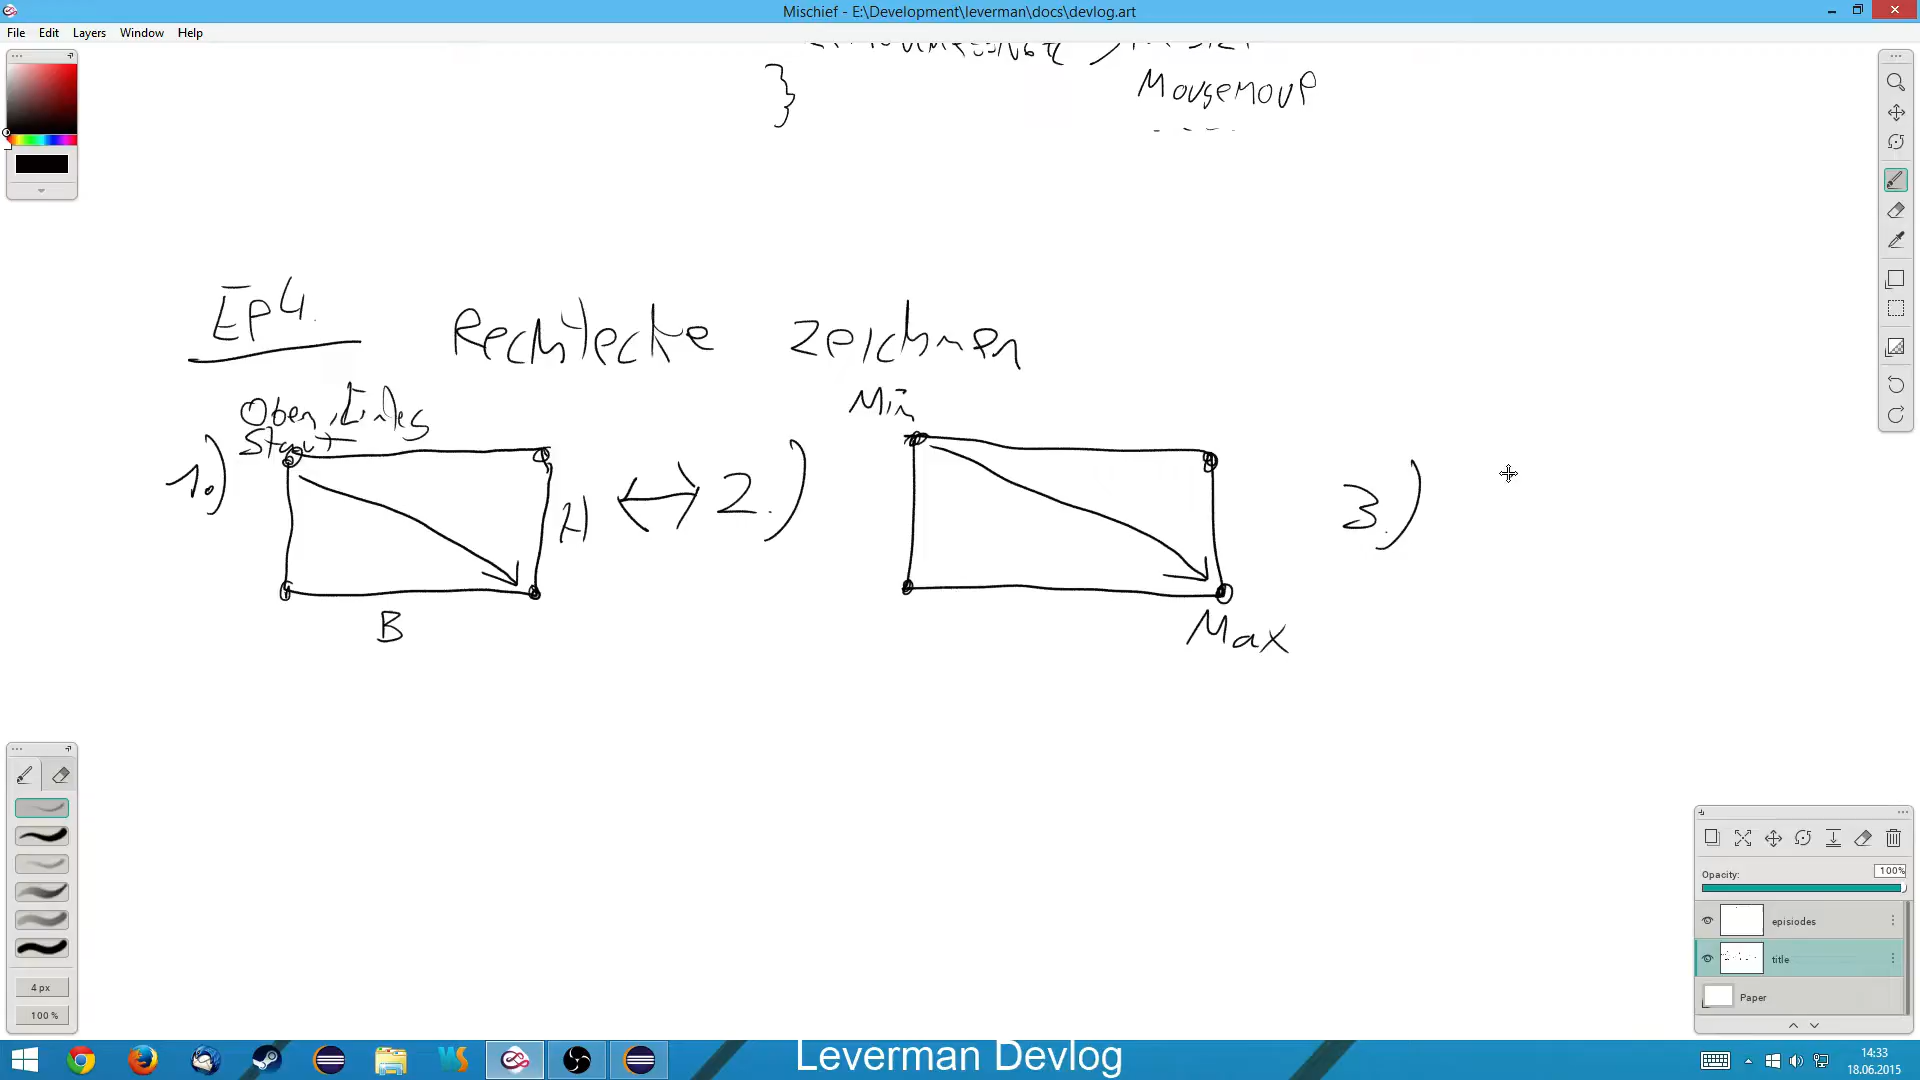 Mischief - E:\Development\leverman\docs\devlog.art
File Edit Layers Window Help
}
Mousemove
Ep4.
Rechtecke zeichnen
Oben, Links
Start
1.)
H
B
2.)
Min
Max
3.)
4 px
100 %
Opacity: 100%
episiodes
title
Paper
Leverman Devlog
14:33
18.06.2015